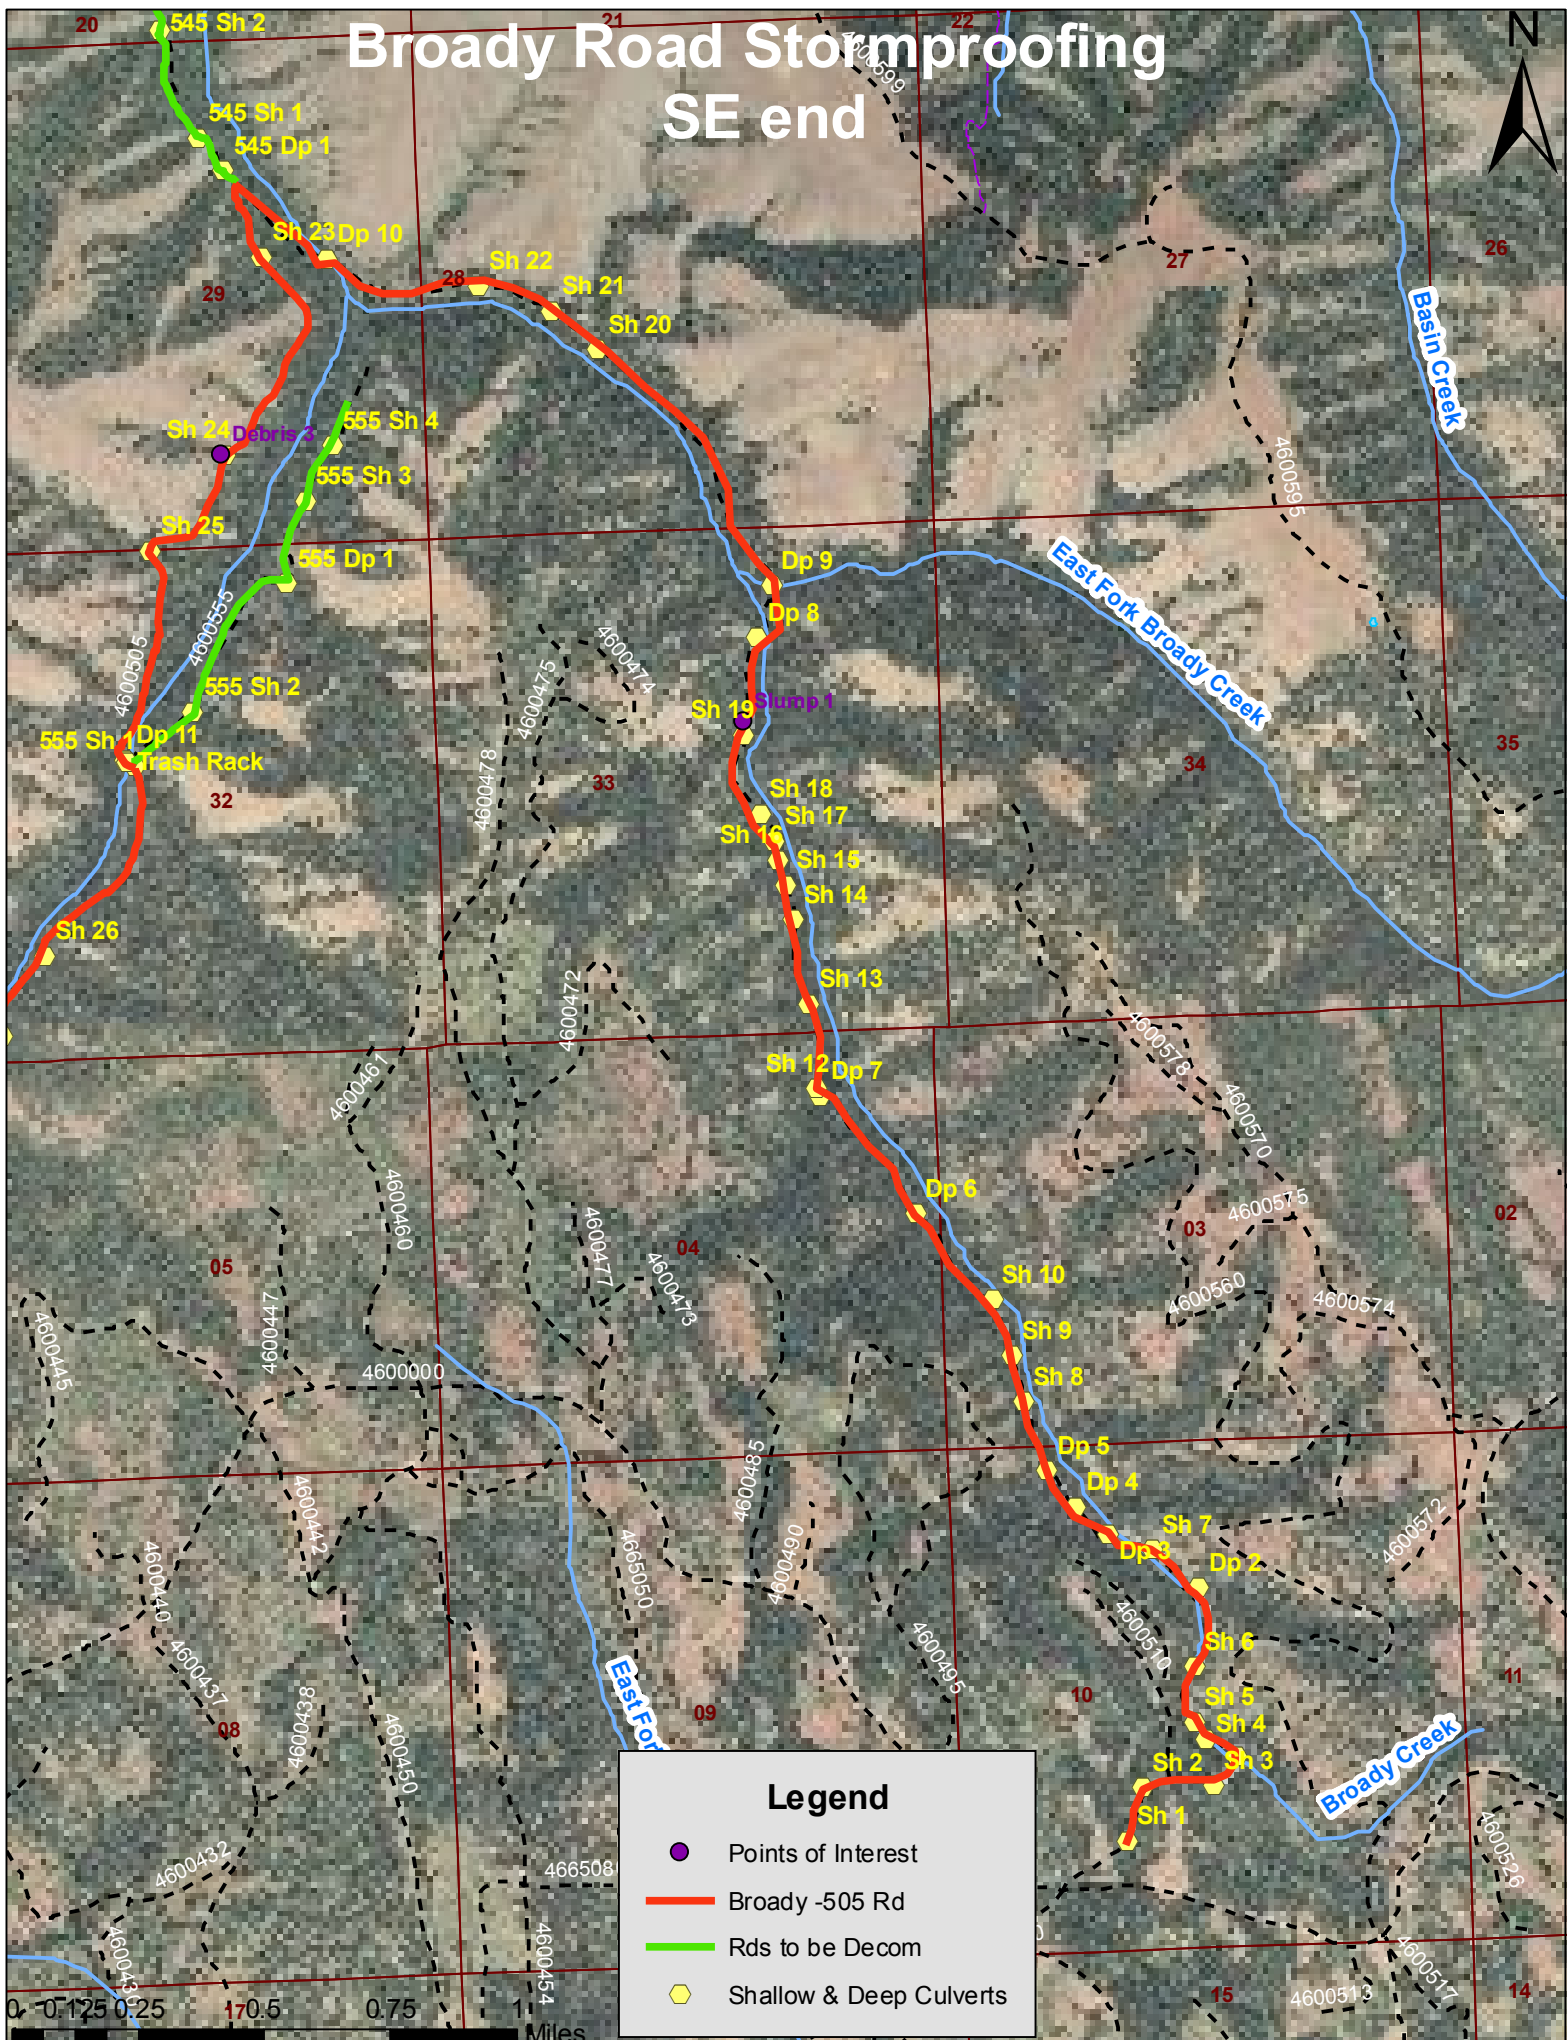 Broady Road Stormproofing
SE end
N
20
21
22
545 Sh 2
4600599
545 Sh 1
545 Dp 1
Sh 23
Dp 10
Sh 22
28
29
Sh 21
Sh 20
27
26
Basin Creek
555 Sh 4
Sh 24
Debris 3
555 Sh 3
4600595
Sh 25
555 Dp 1
Dp 9
East Fork Broady Creek
Dp 8
4600555
4600505
4600474
4600475
555 Sh 2
Sh 19
Slump 1
555 Sh 1
Dp 11
Trash Rack
4600478
33
34
35
32
Sh 18
Sh 17
Sh 16
Sh 15
Sh 14
Sh 26
Sh 13
4600472
4600578
Sh 12
Dp 7
4600461
4600570
Dp 6
4600460
4600575
02
03
04
05
4600477
4600473
Sh 10
4600560
4600574
4600447
4600445
Sh 9
4600000
Sh 8
Dp 5
4600485
Dp 4
4600442
4600572
Sh 7
Dp 3
Dp 2
4600440
4665050
4600490
4600510
Sh 6
4600437
4600495
11
10
09
08
4600438
4600450
East For
Sh 5
Sh 4
Sh 3
Sh 2
Sh 1
Broady Creek
4600432
466508
4600526
4600430
4600454
4600517
4600513
15
14
17
Legend
Points of Interest
Broady -505 Rd
Rds to be Decom
Shallow & Deep Culverts
0 0.125 0.25 0.5 0.75 1
Miles